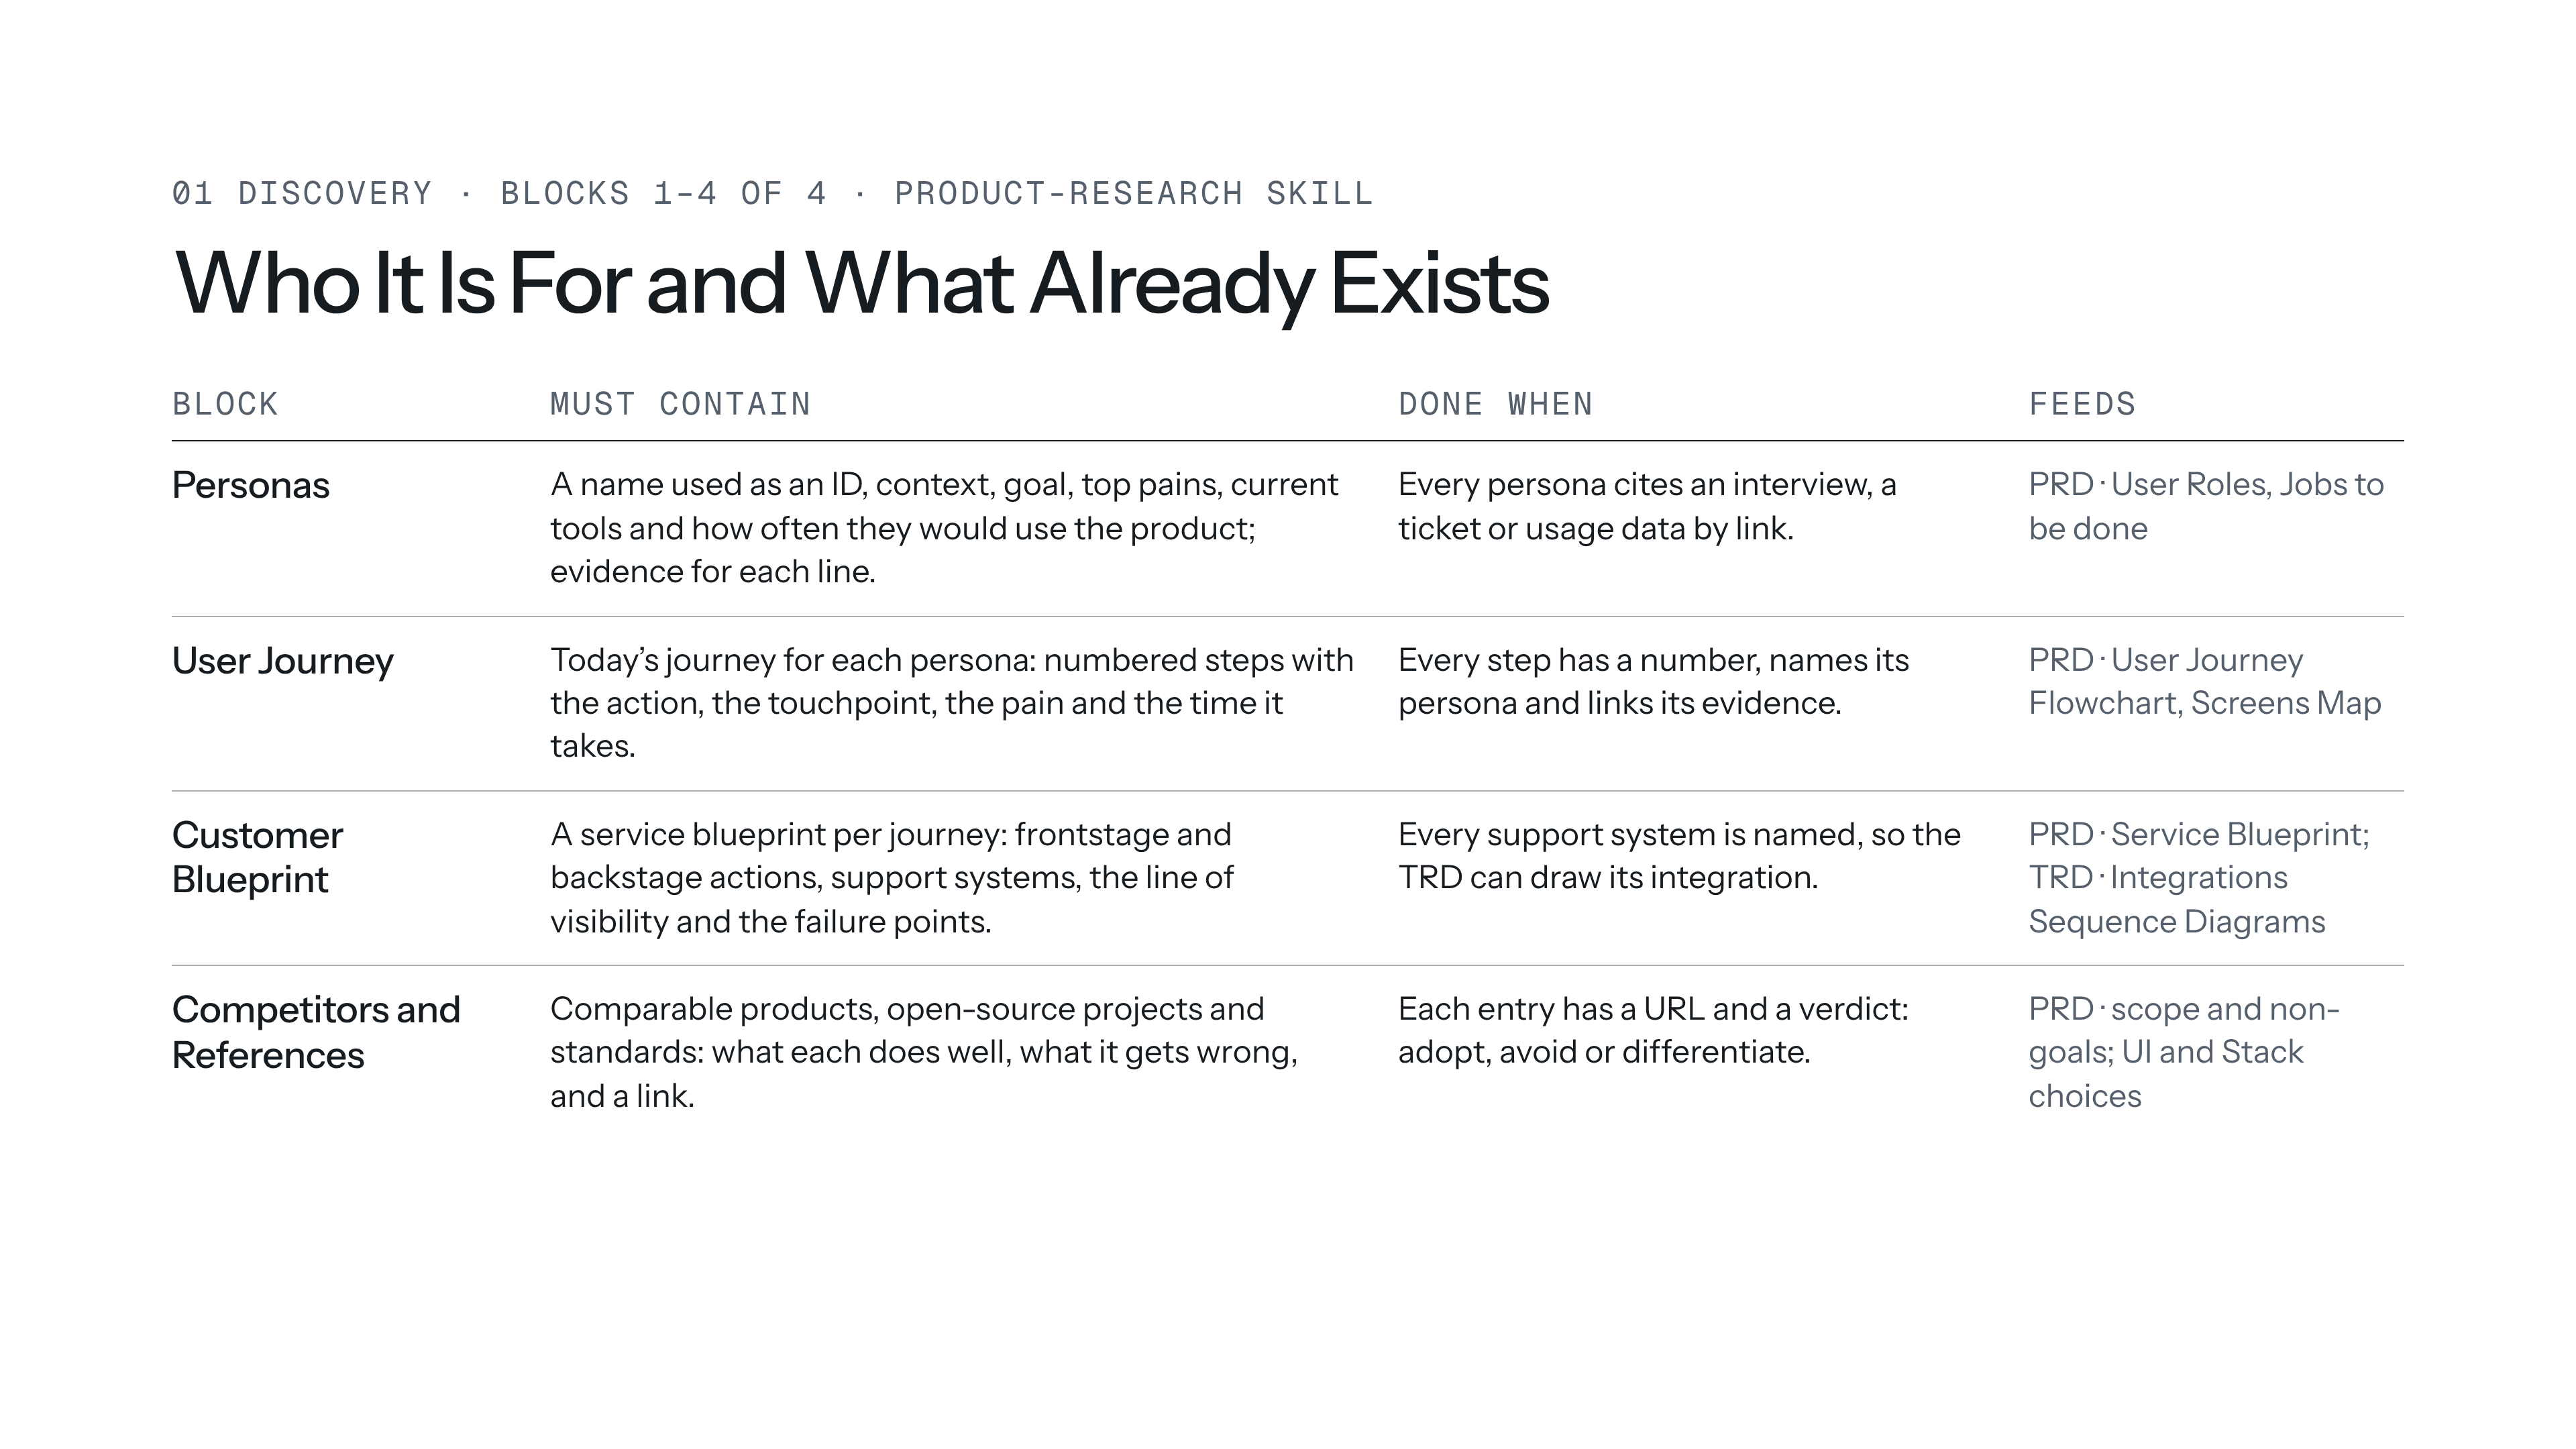 01 DISCOVERY · BLOCKS 1–4 OF 4 · PRODUCT-RESEARCH SKILL
Who It Is For and What Already Exists
BLOCK
MUST CONTAIN
DONE WHEN
FEEDS
Personas
A name used as an ID, context, goal, top pains, current
tools and how often they would use the product;
evidence for each line.
Every persona cites an interview, a
ticket or usage data by link.
PRD · User Roles, Jobs to
be done
User Journey
Today’s journey for each persona: numbered steps with
the action, the touchpoint, the pain and the time it
takes.
Every step has a number, names its
persona and links its evidence.
PRD · User Journey
Flowchart, Screens Map
Customer
Blueprint
A service blueprint per journey: frontstage and
backstage actions, support systems, the line of
visibility and the failure points.
Every support system is named, so the
TRD can draw its integration.
PRD · Service Blueprint;
TRD · Integrations
Sequence Diagrams
Competitors and
References
Comparable products, open-source projects and
standards: what each does well, what it gets wrong,
and a link.
Each entry has a URL and a verdict:
adopt, avoid or differentiate.
PRD · scope and non-
goals; UI and Stack
choices